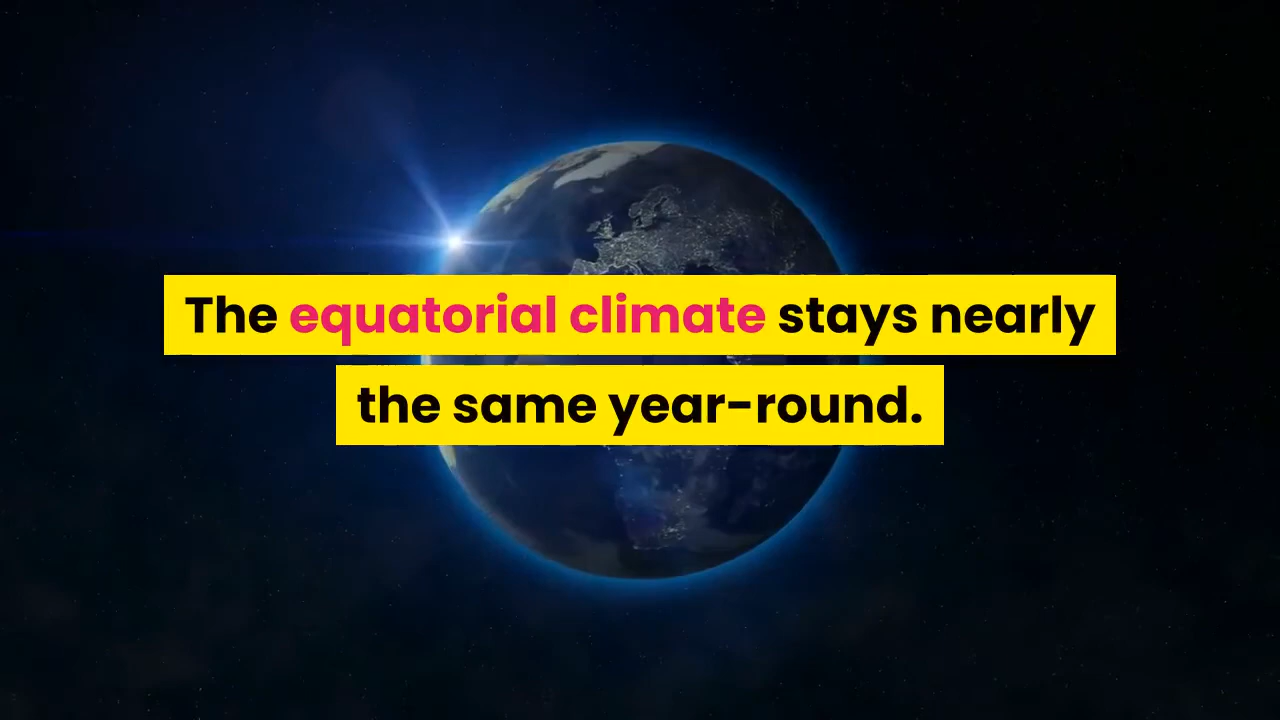 The equatorial climate stays nearly
the same year-round.